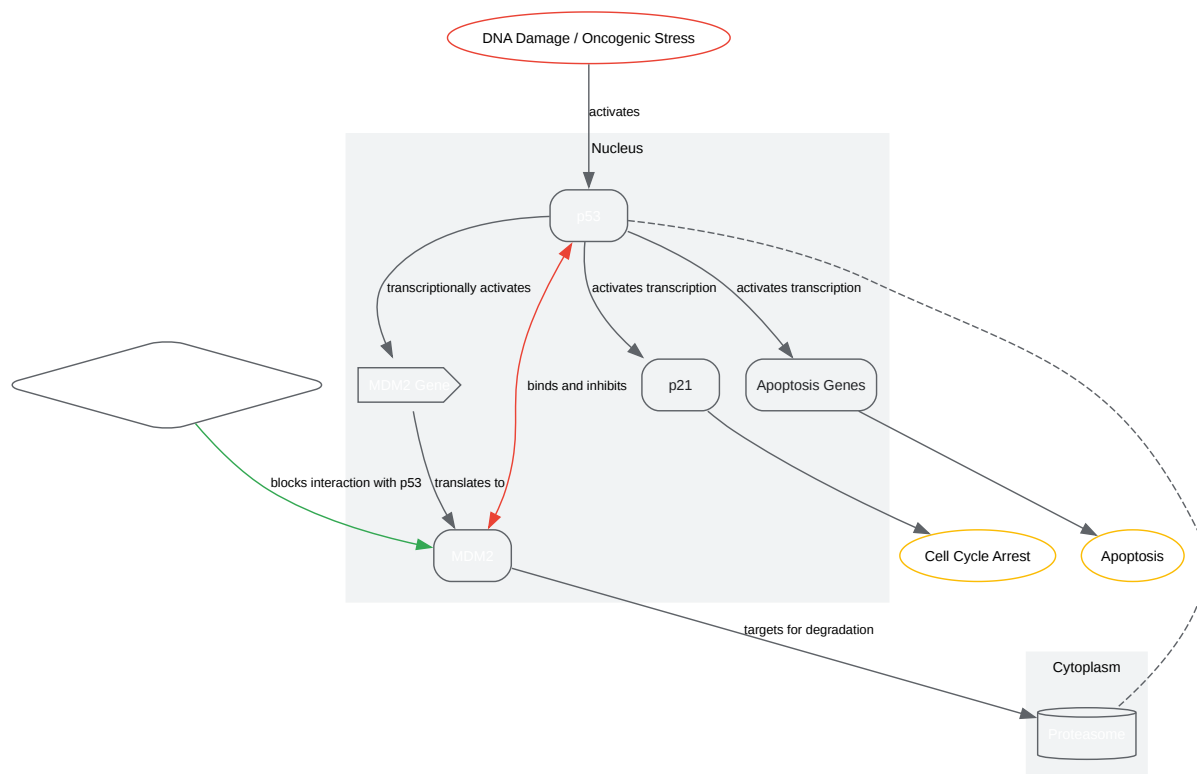 DNA Damage / Oncogenic Stress
activates
Nucleus
p53
transcriptionally activates
activates transcription
activates transcription
MDM2 Gene
binds and inhibits
p21
Apoptosis Genes
blocks interaction with p53
translates to
MDM2
Cell Cycle Arrest
Apoptosis
targets for degradation
Cytoplasm
Proteasome